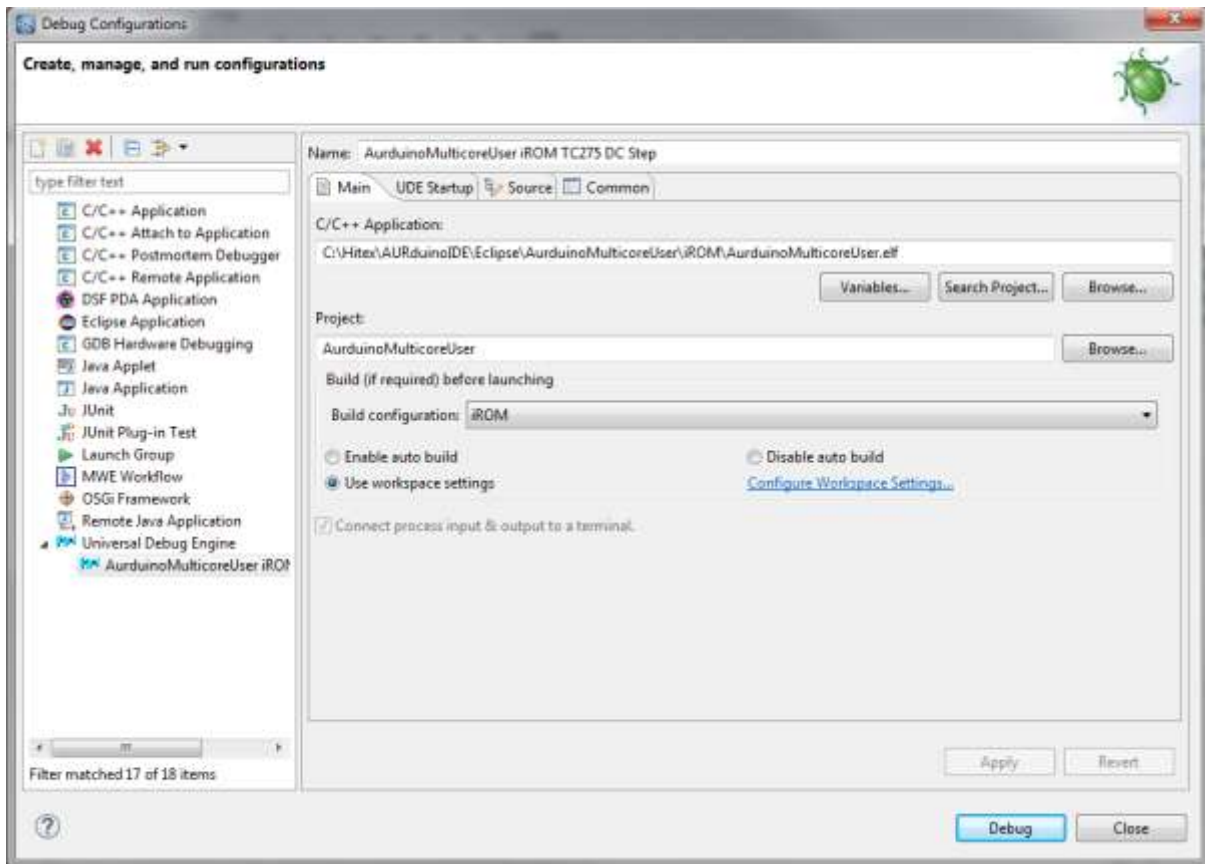 Debug Configurations
Create, manage, and run configurations
type filter text
C/C++ Application
C/C++ Attach to Application
C/C++ Postmortem Debugger
C/C++ Remote Application
DSF PDA Application
Eclipse Application
GDB Hardware Debugging
Java Applet
Java Application
JUnit
JUnit Plug-in Test
Launch Group
MWE Workflow
OSGi Framework
Remote Java Application
Universal Debug Engine
AurduinoMulticoreUser iROM
Filter matched 17 of 18 items
Name: AurduinoMulticoreUser iROM TC275 DC Step
Main UDE Startup Source Common
C/C++ Application:
C:\Hitex\AURduinoIDE\Eclipse\AurduinoMulticoreUser\iROM\AurduinoMulticoreUser.elf
Variables... Search Project... Browse...
Project:
AurduinoMulticoreUser Browse...
Build (if required) before launching
Build configuration: iROM
Enable auto build Disable auto build
Use workspace settings Configure Workspace Settings...
Connect process input & output to a terminal.
Apply Revert
Debug Close